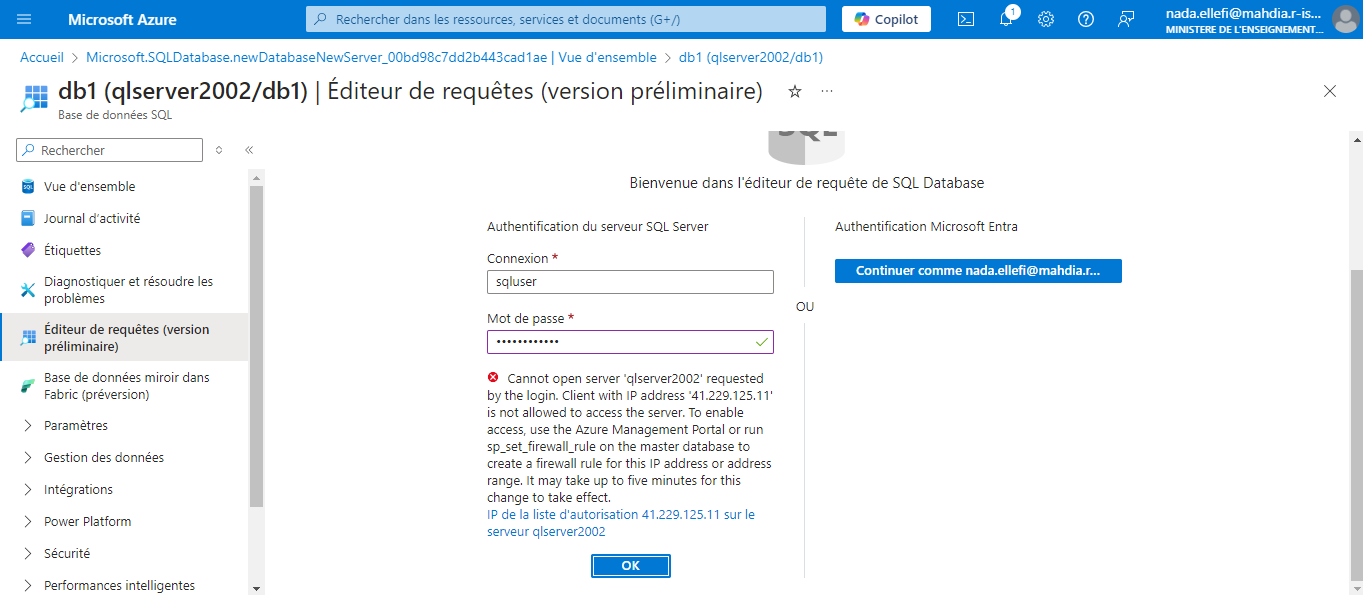 Microsoft Azure
Rechercher dans les ressources, services et documents (G+/)
Copilot
1
nada.ellefi@mahdia.r-is...
MINISTERE DE L'ENSEIGNEMENT...
Accueil > Microsoft.SQLDatabase.newDatabaseNewServer_00bd98c7dd2b443cad1ae | Vue d'ensemble > db1 (qlserver2002/db1)
db1 (qlserver2002/db1) | Éditeur de requêtes (version préliminaire)
Base de données SQL
Rechercher
Vue d'ensemble
Journal d'activité
Étiquettes
Diagnostiquer et résoudre les
problèmes
Éditeur de requêtes (version
préliminaire)
Base de données miroir dans
Fabric (préversion)
Paramètres
Gestion des données
Intégrations
Power Platform
Sécurité
Performances intelligentes
SQL
Bienvenue dans l'éditeur de requête de SQL Database
Authentification du serveur SQL Server
Connexion *
sqluser
Mot de passe *
••••••••••••
Cannot open server 'qlserver2002' requested
by the login. Client with IP address '41.229.125.11'
is not allowed to access the server. To enable
access, use the Azure Management Portal or run
sp_set_firewall_rule on the master database to
create a firewall rule for this IP address or address
range. It may take up to five minutes for this
change to take effect.
IP de la liste d'autorisation 41.229.125.11 sur le
serveur qlserver2002
OK
OU
Authentification Microsoft Entra
Continuer comme nada.ellefi@mahdia.r...